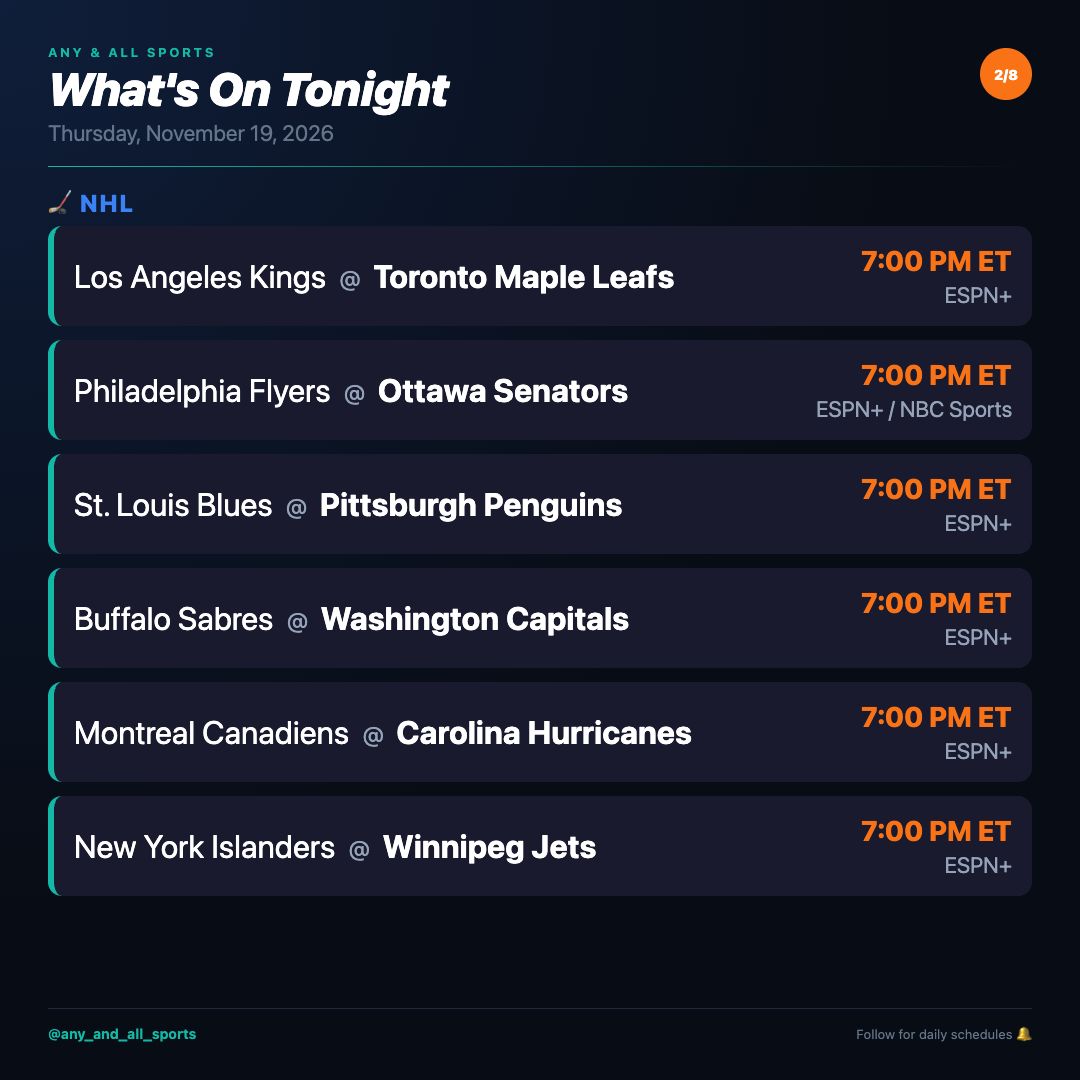 ANY & ALL SPORTS
What's On Tonight
2/8
Thursday, November 19, 2026
🏒 NHL
Los Angeles Kings @ Toronto Maple Leafs
7:00 PM ET
ESPN+
Philadelphia Flyers @ Ottawa Senators
7:00 PM ET
ESPN+ / NBC Sports
St. Louis Blues @ Pittsburgh Penguins
7:00 PM ET
ESPN+
Buffalo Sabres @ Washington Capitals
7:00 PM ET
ESPN+
Montreal Canadiens @ Carolina Hurricanes
7:00 PM ET
ESPN+
New York Islanders @ Winnipeg Jets
7:00 PM ET
ESPN+
@any_and_all_sports
Follow for daily schedules 🔔